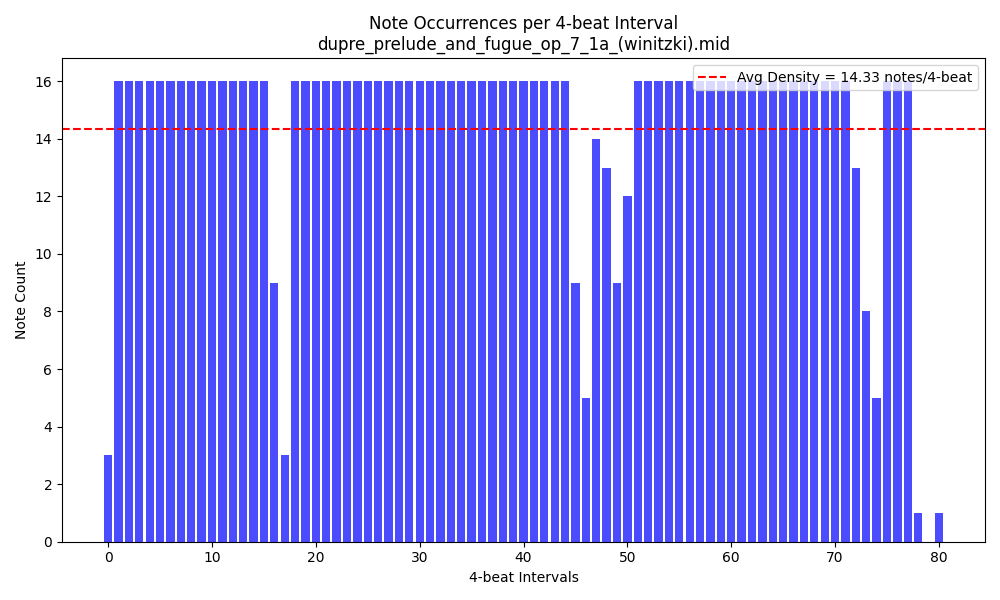 Note Occurrences per 4-beat Interval
dupre_prelude_and_fugue_op_7_1a_(winitzki).mid
Avg Density = 14.33 notes/4-beat
16
14
12
10
8
6
4
2
0
Note Count
0 10 20 30 40 50 60 70 80
4-beat Intervals